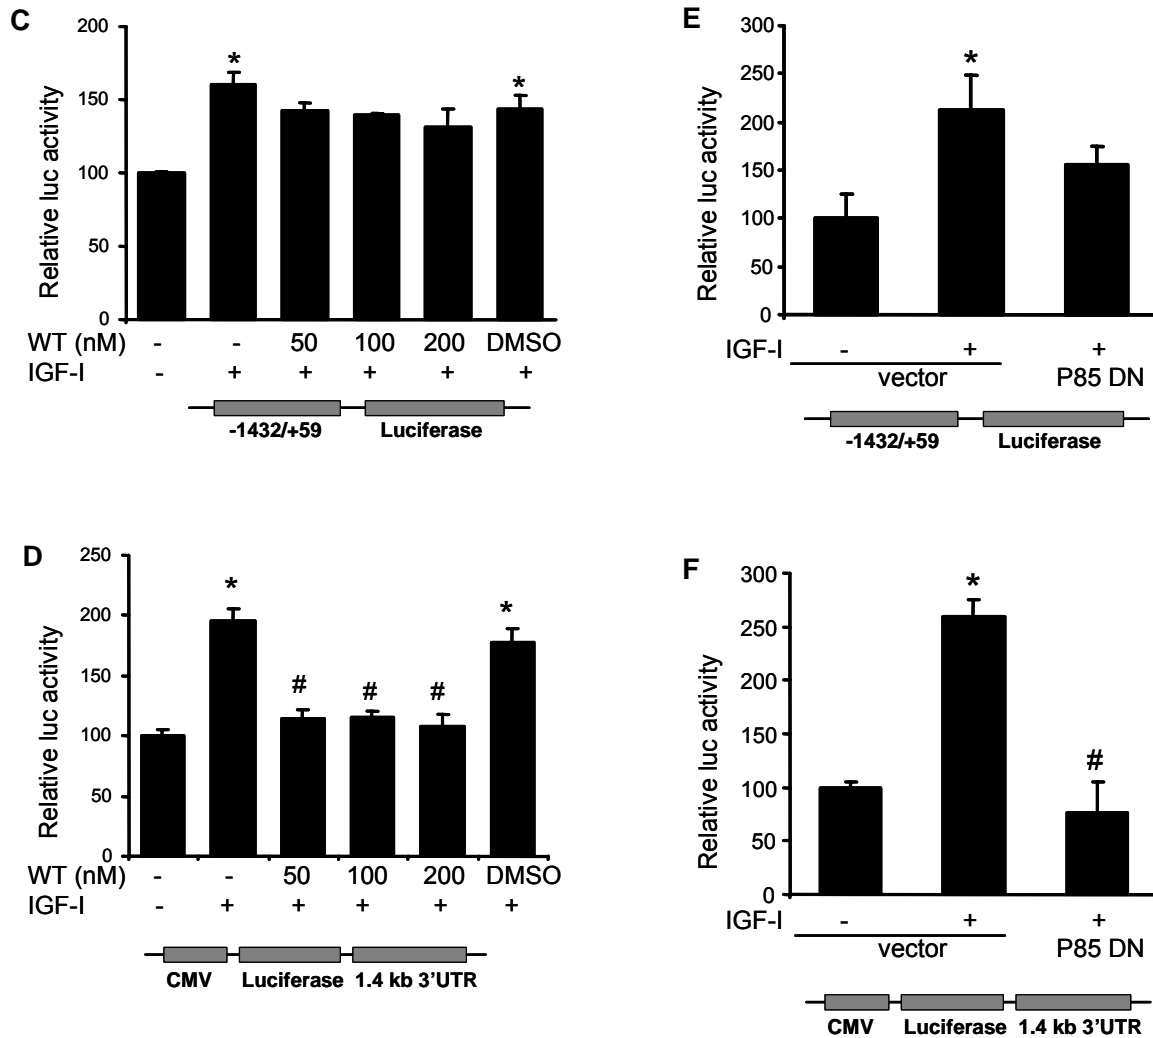 C
Relative luc activity
200
150
100
50
0
* *
WT (nM) - - 50 100 200 DMSO
IGF-I - + + + + +
-1432/+59 Luciferase
E
Relative luc activity
300
250
200
150
100
50
0
*
IGF-I - + +
vector P85 DN
-1432/+59 Luciferase
D
Relative luc activity
250
200
150
100
50
0
* # # # *
WT (nM) - - 50 100 200 DMSO
IGF-I - + + + + +
CMV Luciferase 1.4 kb 3’UTR
F
Relative luc activity
300
250
200
150
100
50
0
* #
IGF-I - + +
vector P85 DN
CMV Luciferase 1.4 kb 3’UTR